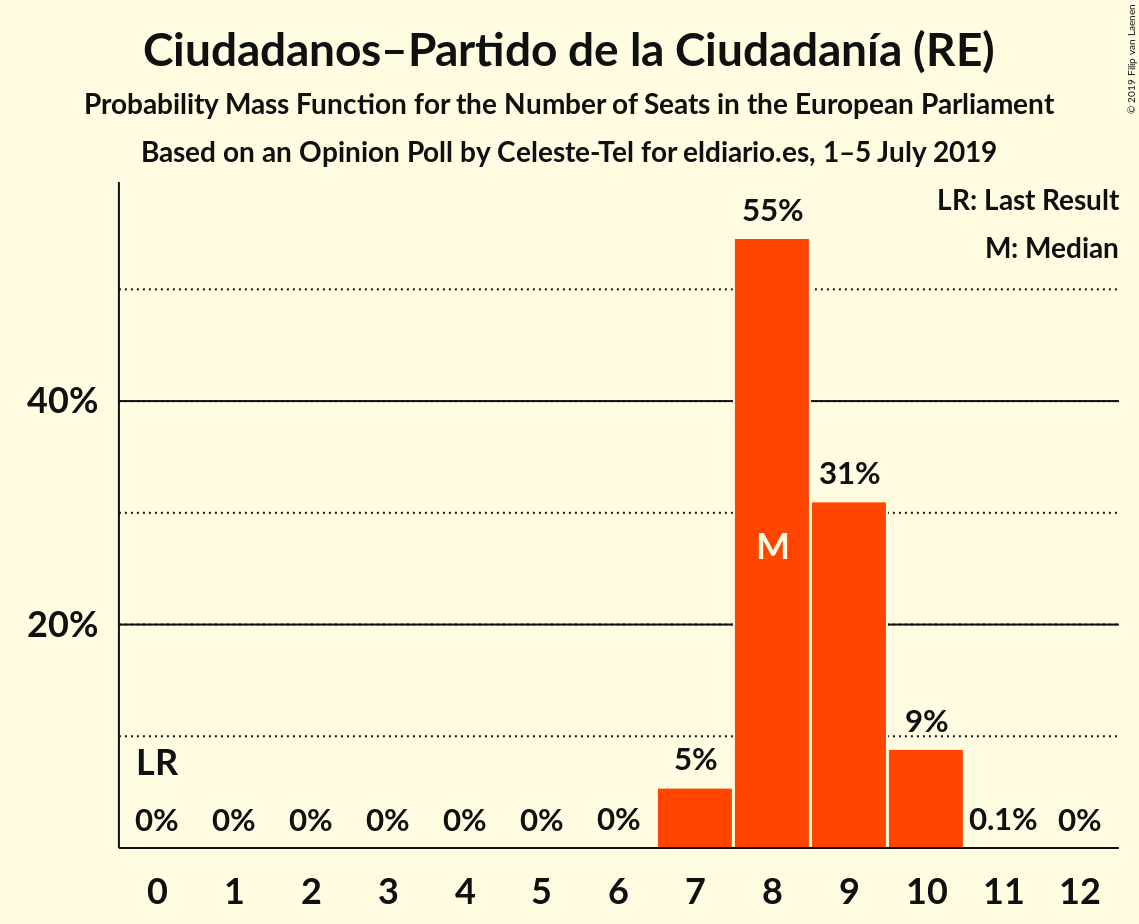 Ciudadanos–Partido de la Ciudadanía (RE)
Probability Mass Function for the Number of Seats in the European Parliament
Based on an Opinion Poll by Celeste-Tel for eldiario.es, 1–5 July 2019
© 2019 Filip van Laenen
LR: Last Result
M: Median
55%
40%
31%
M
20%
9%
LR
5%
0% 0% 0% 0% 0% 0% 0% 0.1% 0%
0 1 2 3 4 5 6 7 8 9 10 11 12